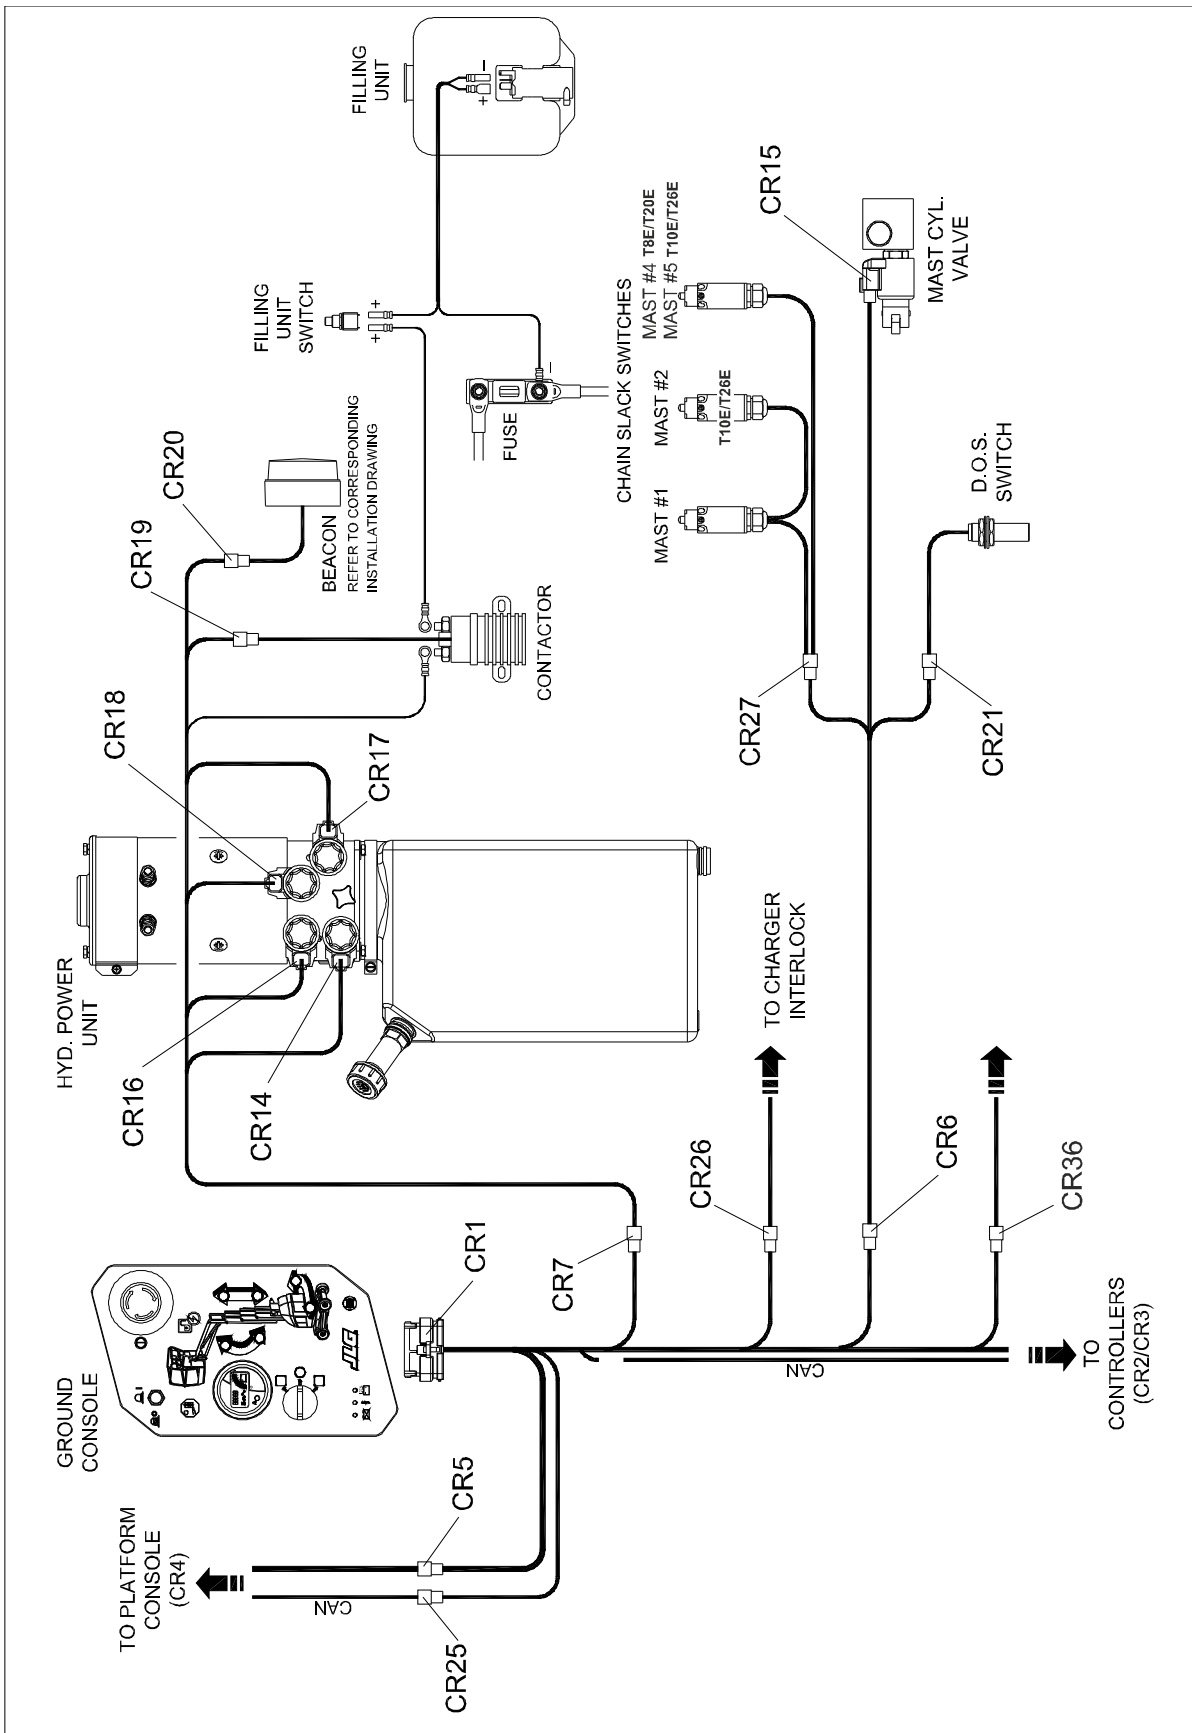 FILLING
UNIT
-
+
FILLING
UNIT
SWITCH
+
+
-
FUSE
CR20
BEACON
REFER TO CORRESPONDING
INSTALLATION DRAWING
CR19
CONTACTOR
CR18
CR17
HYD. POWER
UNIT
CR16
CR14
CHAIN SLACK SWITCHES
MAST #1
MAST #2
T10E/T26E
MAST #4 T8E/T20E
MAST #5 T10E/T26E
CR15
MAST CYL.
VALVE
D.O.S.
SWITCH
CR27
CR21
TO CHARGER
INTERLOCK
CR26
CR6
CR36
CR7
CR1
GROUND
CONSOLE
JLG
TO PLATFORM
CONSOLE
(CR4)
CR5
CAN
CR25
CAN
TO
CONTROLLERS
(CR2/CR3)